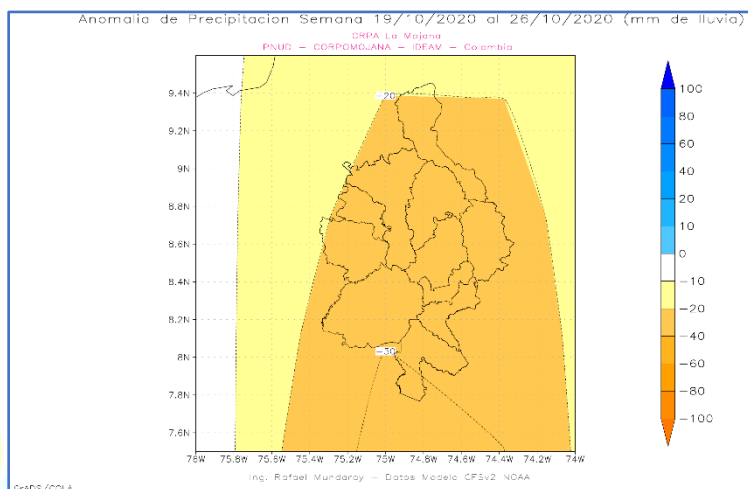 Anomalia de Precipitacion Semana 19/10/2020 al 26/10/2020 (mm de lluvia)
CRPA La Mojana
PNUD – CORPOMOJANA – IDEAM – Colombia
9.4N
9.2N
9N
8.8N
8.6N
8.4N
8.2N
8N
7.8N
7.6N
-20
-30
76W 75.8W 75.6W 75.4W 75.2W 75W 74.8W 74.6W 74.4W 74.2W 74W
100
80
60
40
20
0
-10
-20
-40
-60
-80
-100
Ing. Rafael Mundaray – Datos Modelo CFSv2 NOAA
GrADS/COLA